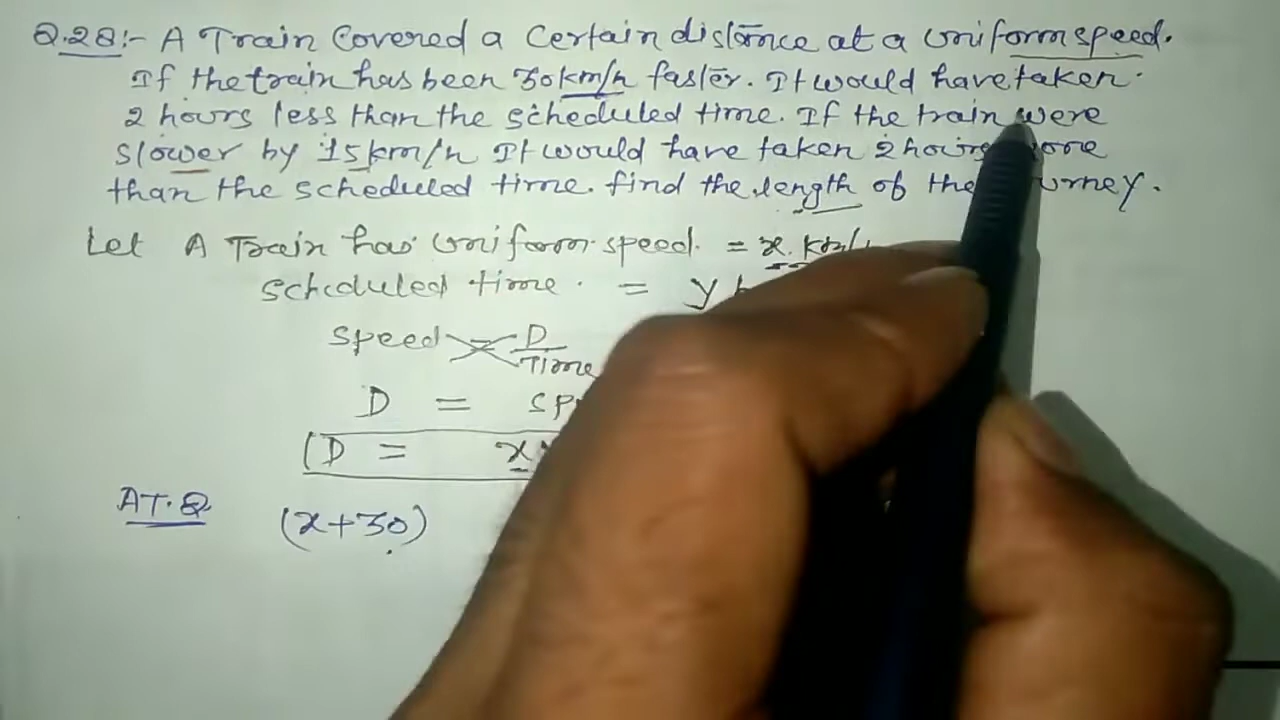 Q.28:- A Train Covered a Certain distance at a Uniform speed.
If the train has been 30km/h faster. It would have taken.
2 hours less than the scheduled time. If the train were
slower by 15km/h It would have taken 2 hours more
than the scheduled time. find the length of the
Let A Train has Uniform speed. = x km/
scheduled time. = y
speed = D/Time
D =
D = x
AT.Q (x+30)